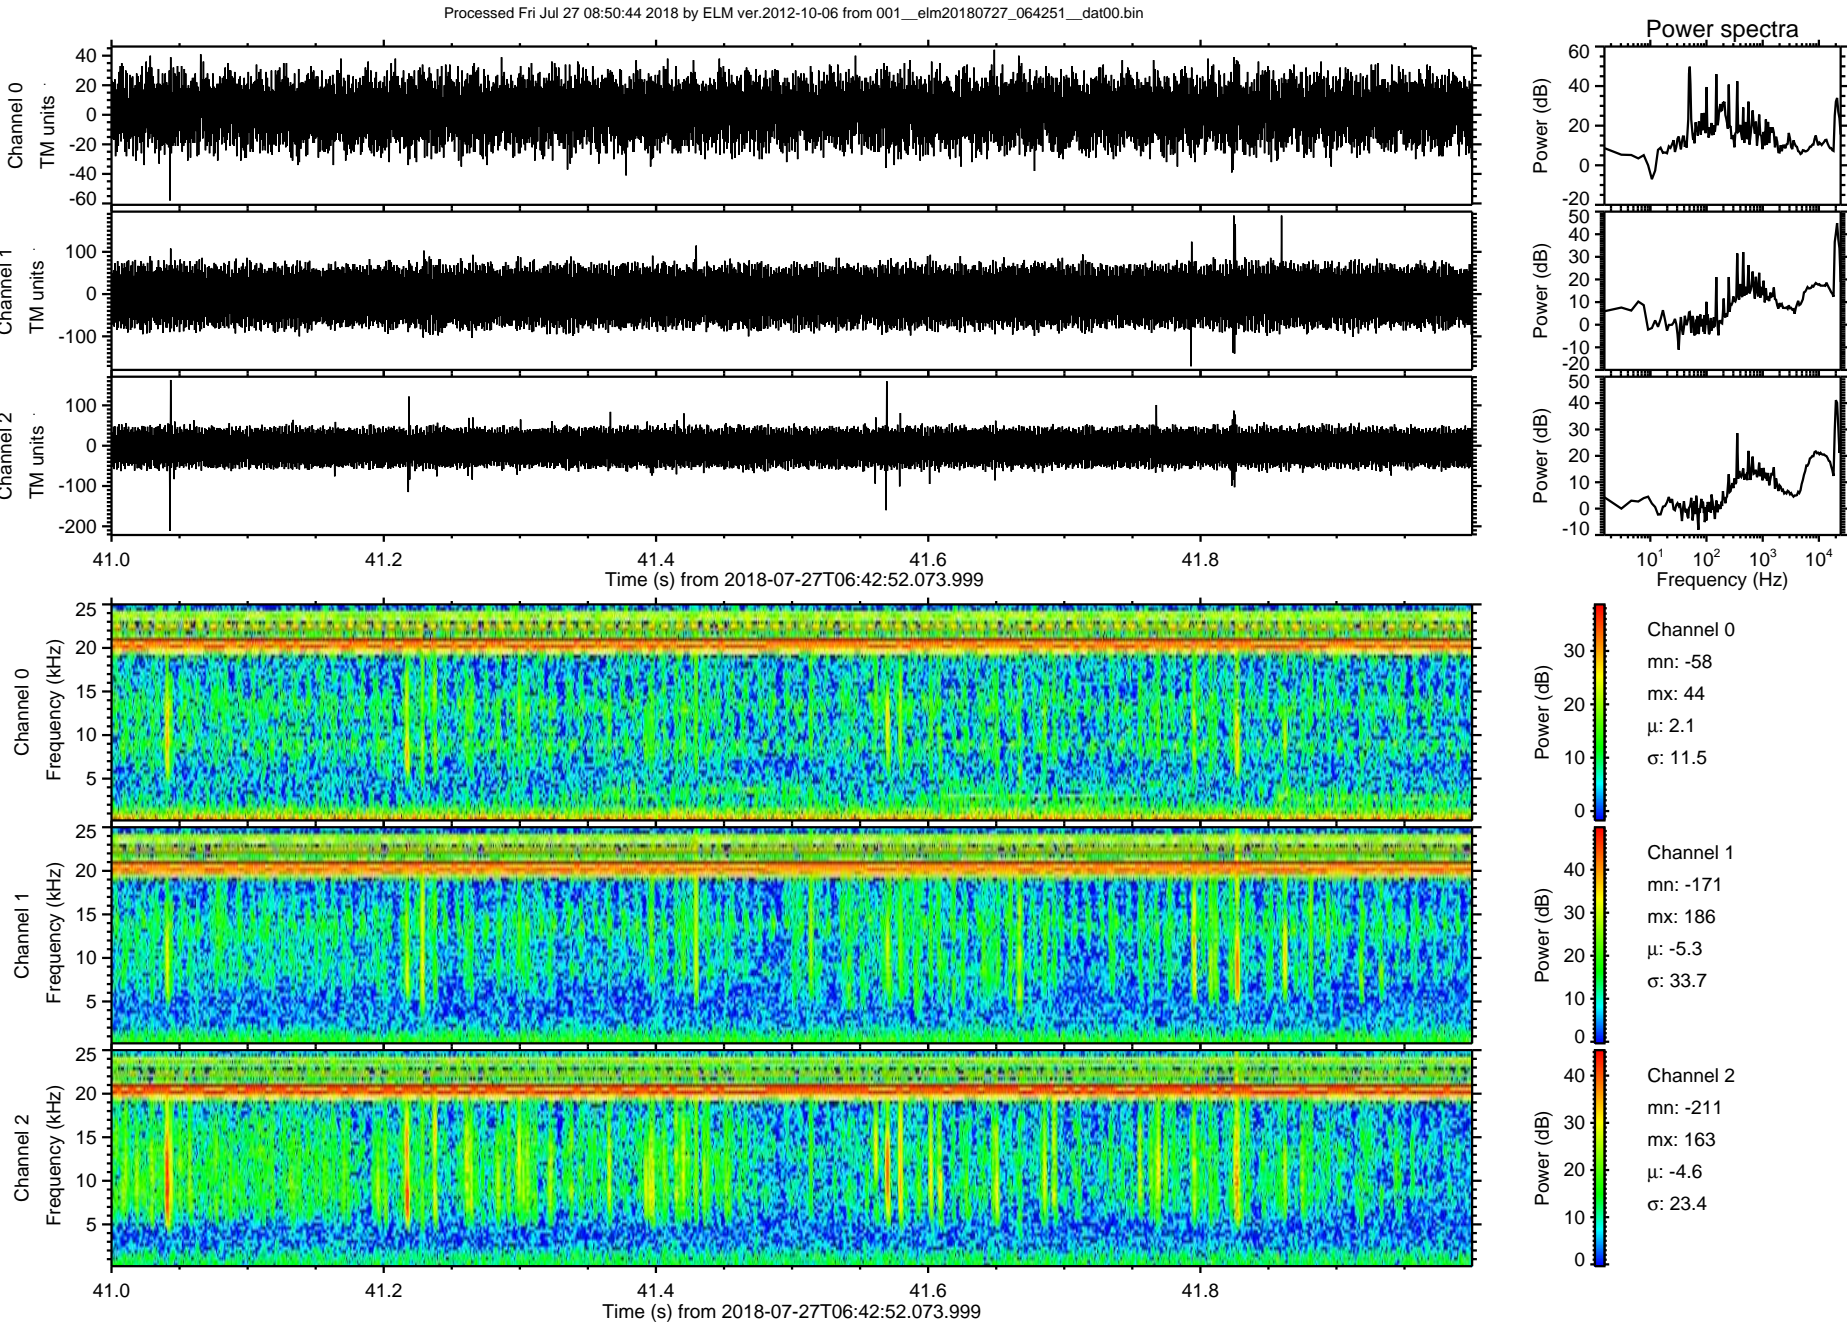 Processed Fri Jul 27 08:50:44 2018 by ELM ver.2012-10-06 from 001__elm20180727_064251__dat00.bin
Power spectra
Channel 0
TM units
40
20
0
-20
-40
-60
Power (dB)
60
40
20
0
-20
Channel 1
TM units
100
0
-100
Power (dB)
50
40
30
20
10
0
-10
-20
Channel 2
TM units
100
0
-100
-200
Power (dB)
50
40
30
20
10
0
-10
41.0 41.2 41.4 41.6 41.8
Time (s) from 2018-07-27T06:42:52.073.999
10^1 10^2 10^3 10^4
Frequency (Hz)
Channel 0
Frequency (kHz)
25
20
15
10
5
Power (dB)
30
20
10
0
Channel 0
mn: -58
mx: 44
μ: 2.1
σ: 11.5
Channel 1
Frequency (kHz)
25
20
15
10
5
Power (dB)
40
30
20
10
0
Channel 1
mn: -171
mx: 186
μ: -5.3
σ: 33.7
Channel 2
Frequency (kHz)
25
20
15
10
5
Power (dB)
40
30
20
10
0
Channel 2
mn: -211
mx: 163
μ: -4.6
σ: 23.4
41.0 41.2 41.4 41.6 41.8
Time (s) from 2018-07-27T06:42:52.073.999